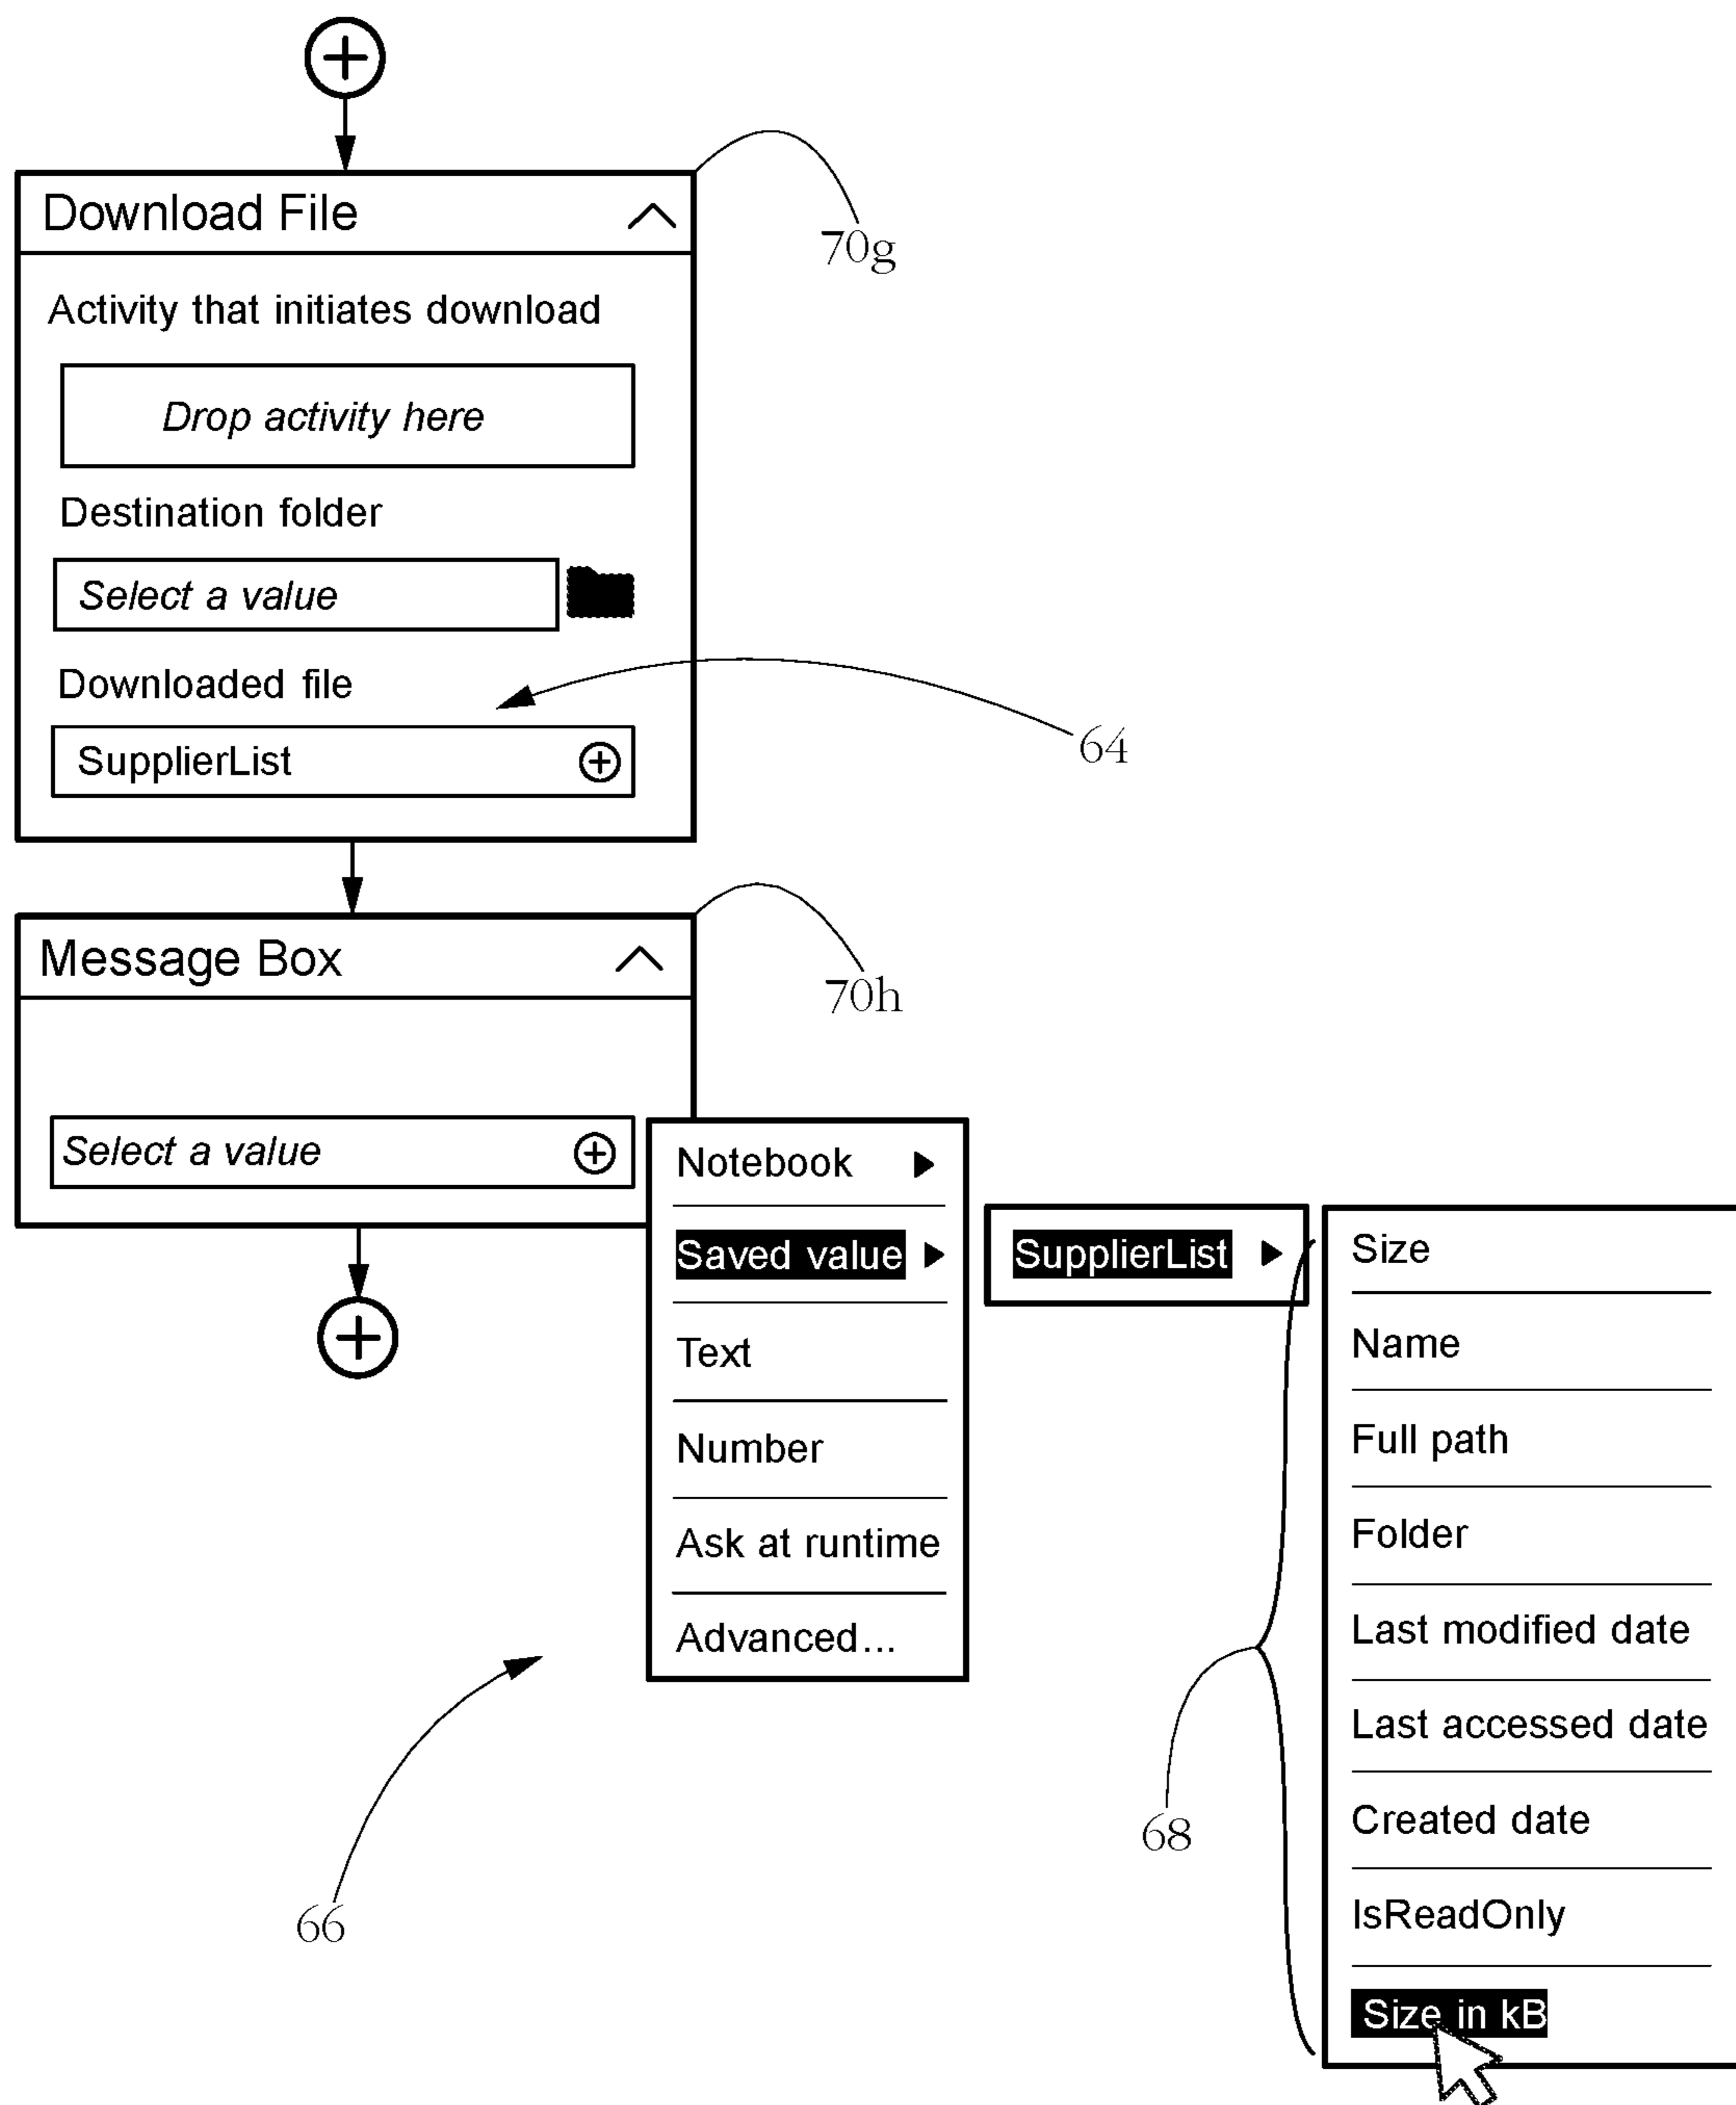 Download File
70g
Activity that initiates download
Drop activity here
Destination folder
Select a value
Downloaded file
64
SupplierList
Message Box
70h
Select a value
Notebook
Saved value
Text
Number
Ask at runtime
Advanced...
SupplierList
Size
Name
Full path
Folder
Last modified date
Last accessed date
Created date
IsReadOnly
Size in kB
68
66